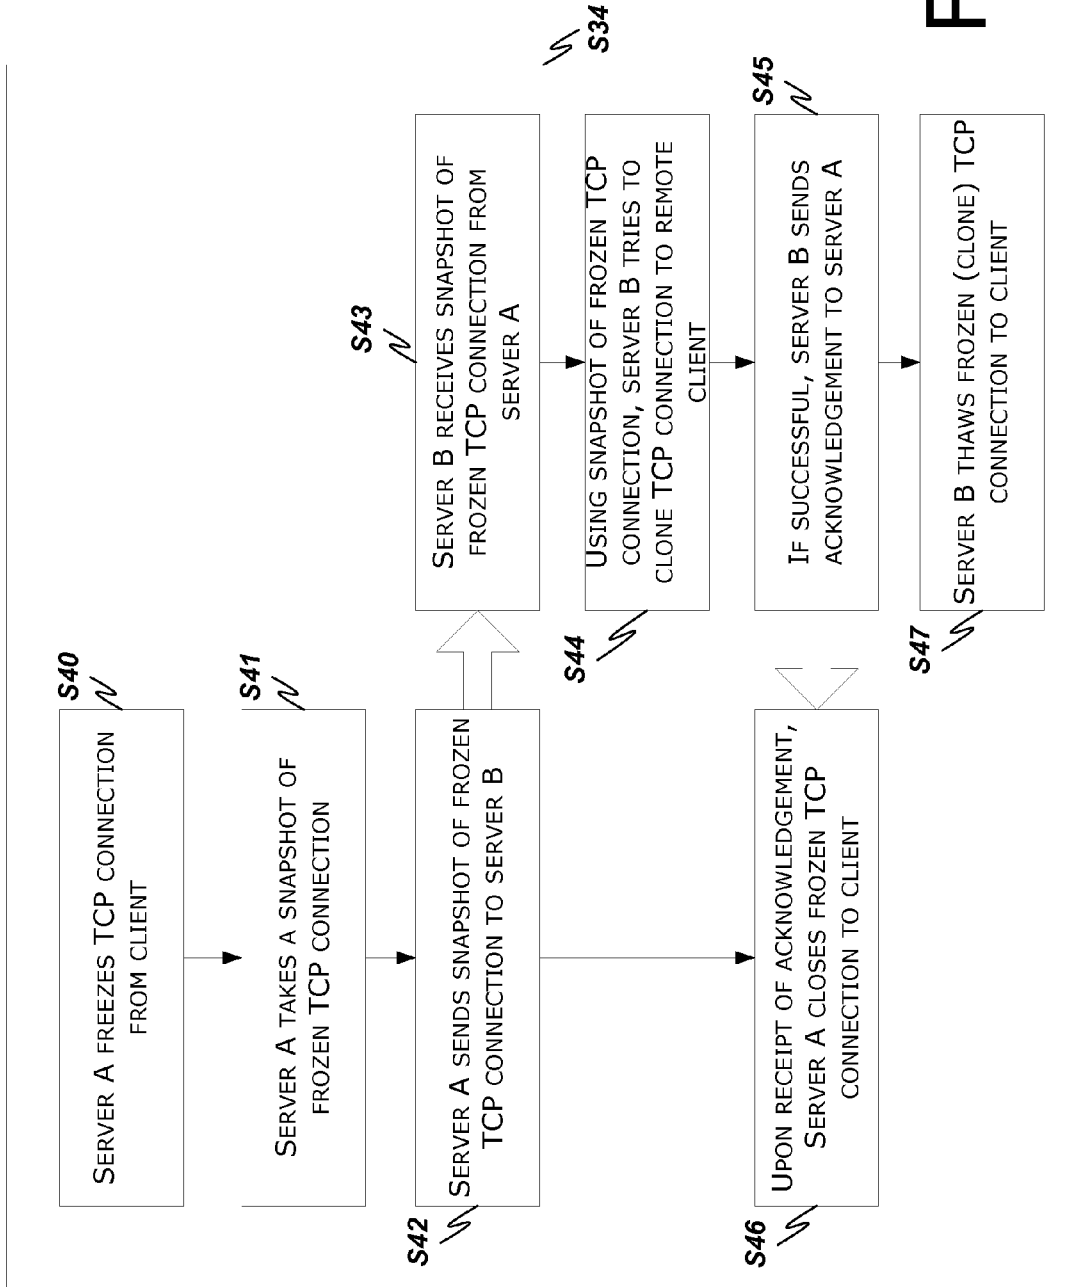 S40
SERVER A FREEZES TCP CONNECTION
FROM CLIENT
S41
SERVER A TAKES A SNAPSHOT OF
FROZEN TCP CONNECTION
S42
SERVER A SENDS SNAPSHOT OF FROZEN
TCP CONNECTION TO SERVER B
S43
SERVER B RECEIVES SNAPSHOT OF
FROZEN TCP CONNECTION FROM
SERVER A
S34
S44
USING SNAPSHOT OF FROZEN TCP
CONNECTION, SERVER B TRIES TO
CLONE TCP CONNECTION TO REMOTE
CLIENT
S45
IF SUCCESSFUL, SERVER B SENDS
ACKNOWLEDGEMENT TO SERVER A
S46
UPON RECEIPT OF ACKNOWLEDGEMENT,
SERVER A CLOSES FROZEN TCP
CONNECTION TO CLIENT
S47
SERVER B THAWS FROZEN (CLONE) TCP
CONNECTION TO CLIENT
F